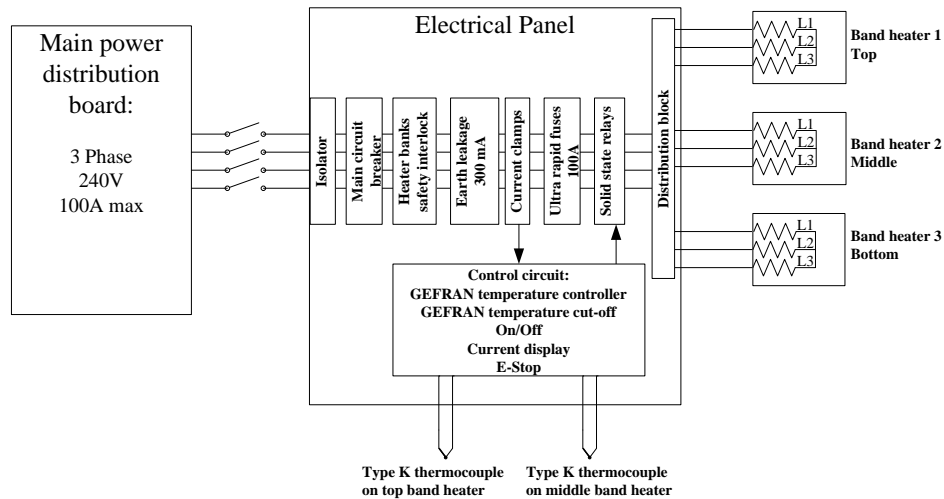 Main power
distribution
board:
3 Phase
240V
100A max
Electrical Panel
Isolator
Main circuit
breaker
Heater banks
safety interlock
Earth leakage
300 mA
Current clamps
Ultra rapid fuses
100A
Solid state relays
Distribution block
Control circuit:
GEFRAN temperature controller
GEFRAN temperature cut-off
On/Off
Current display
E-Stop
Type K thermocouple
on top band heater
Type K thermocouple
on middle band heater
L1
L2
L3
Band heater 1
Top
L1
L2
L3
Band heater 2
Middle
L1
L2
L3
Band heater 3
Bottom